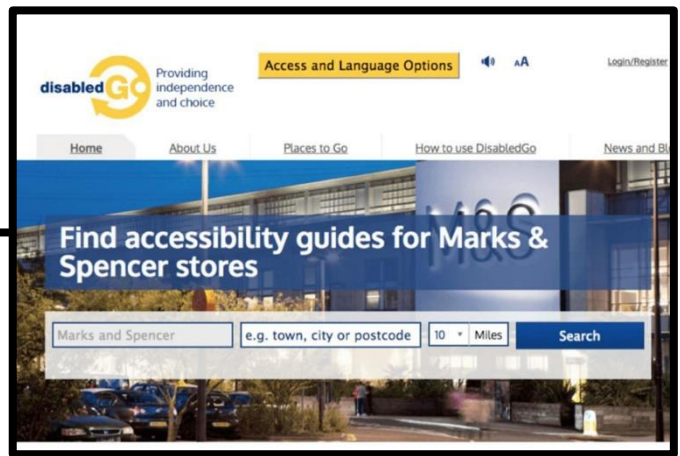 disabledGo
Providing
independence
and choice
Access and Language Options
AA
Login/Register
Home
About Us
Places to Go
How to use DisabledGo
News and
M&S
Find accessibility guides for Marks &
Spencer stores
Marks and Spencer
e.g. town, city or postcode
10
Miles
Search